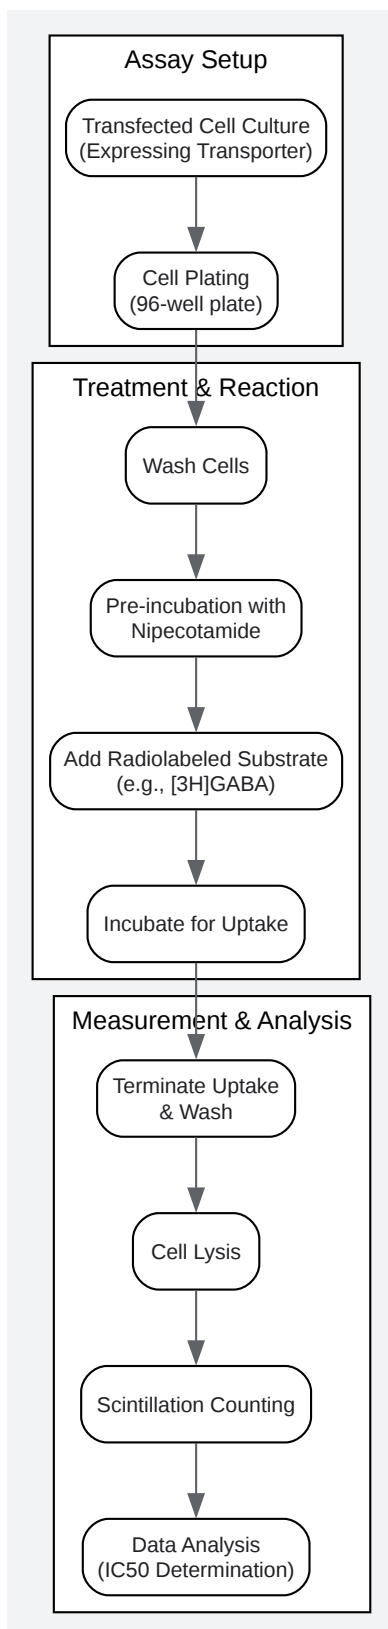 Assay Setup
Transfected Cell Culture
(Expressing Transporter)
Cell Plating
(96-well plate)
Treatment & Reaction
Wash Cells
Pre-incubation with
Nipecotamide
Add Radiolabeled Substrate
(e.g., [3H]GABA)
Incubate for Uptake
Measurement & Analysis
Terminate Uptake
& Wash
Cell Lysis
Scintillation Counting
Data Analysis
(IC50 Determination)